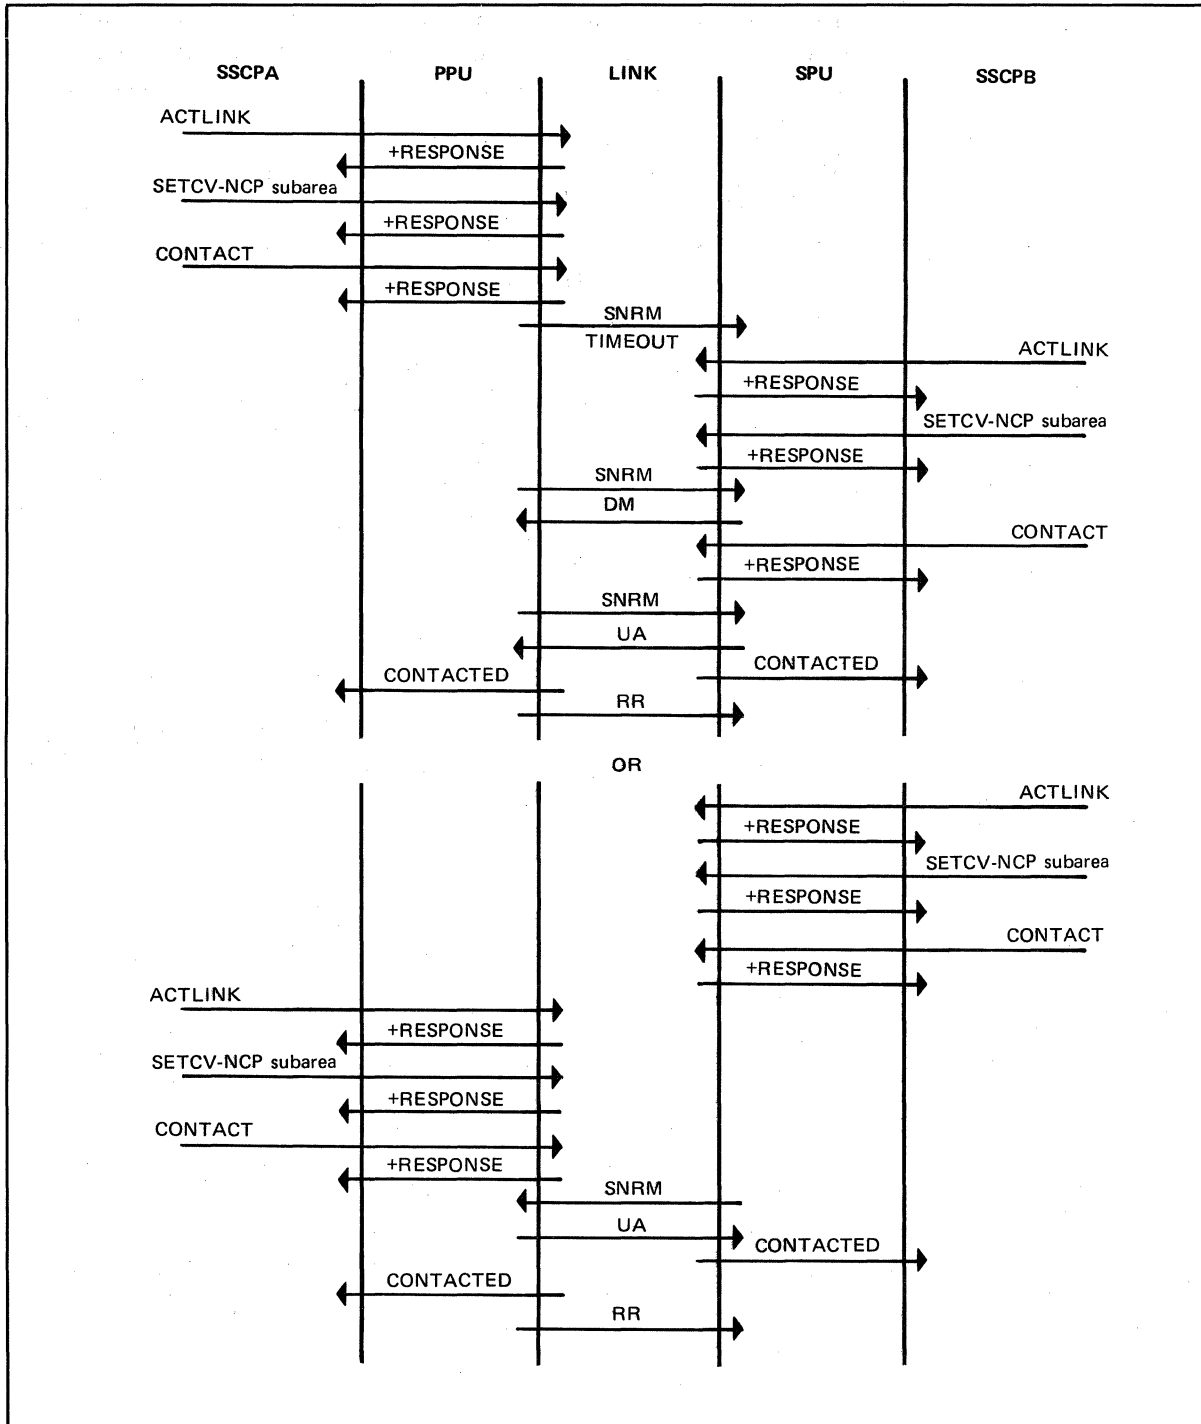 SSCPA PPU LINK SPU SSCPB
ACTLINK
+RESPONSE
SETCV-NCP subarea
+RESPONSE
CONTACT
+RESPONSE
SNRM
TIMEOUT
ACTLINK
+RESPONSE
SETCV-NCP subarea
+RESPONSE
SNRM
DM
CONTACT
+RESPONSE
SNRM
UA
CONTACTED
CONTACTED
RR
OR
ACTLINK
+RESPONSE
SETCV-NCP subarea
+RESPONSE
CONTACT
+RESPONSE
ACTLINK
+RESPONSE
SETCV-NCP subarea
+RESPONSE
CONTACT
+RESPONSE
SNRM
UA
CONTACTED
CONTACTED
RR